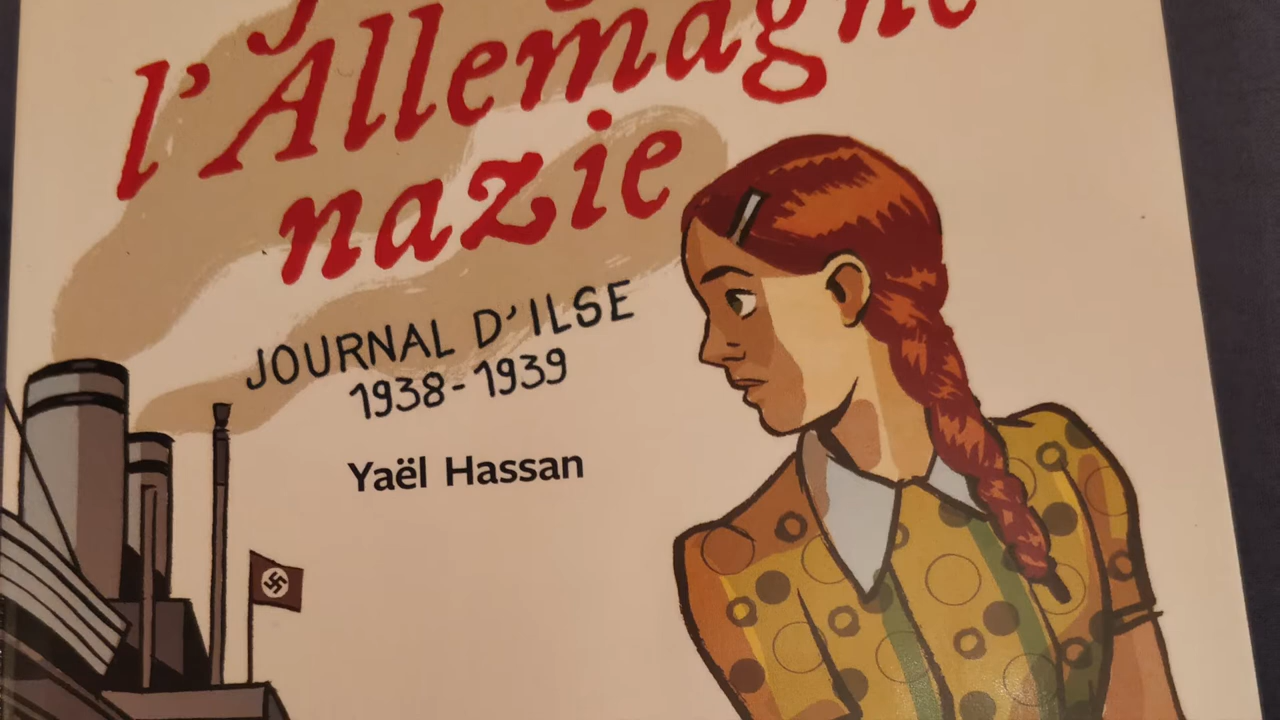 l'Allemagne
nazie
JOURNAL D'ILSE
1938-1939
Yaël Hassan